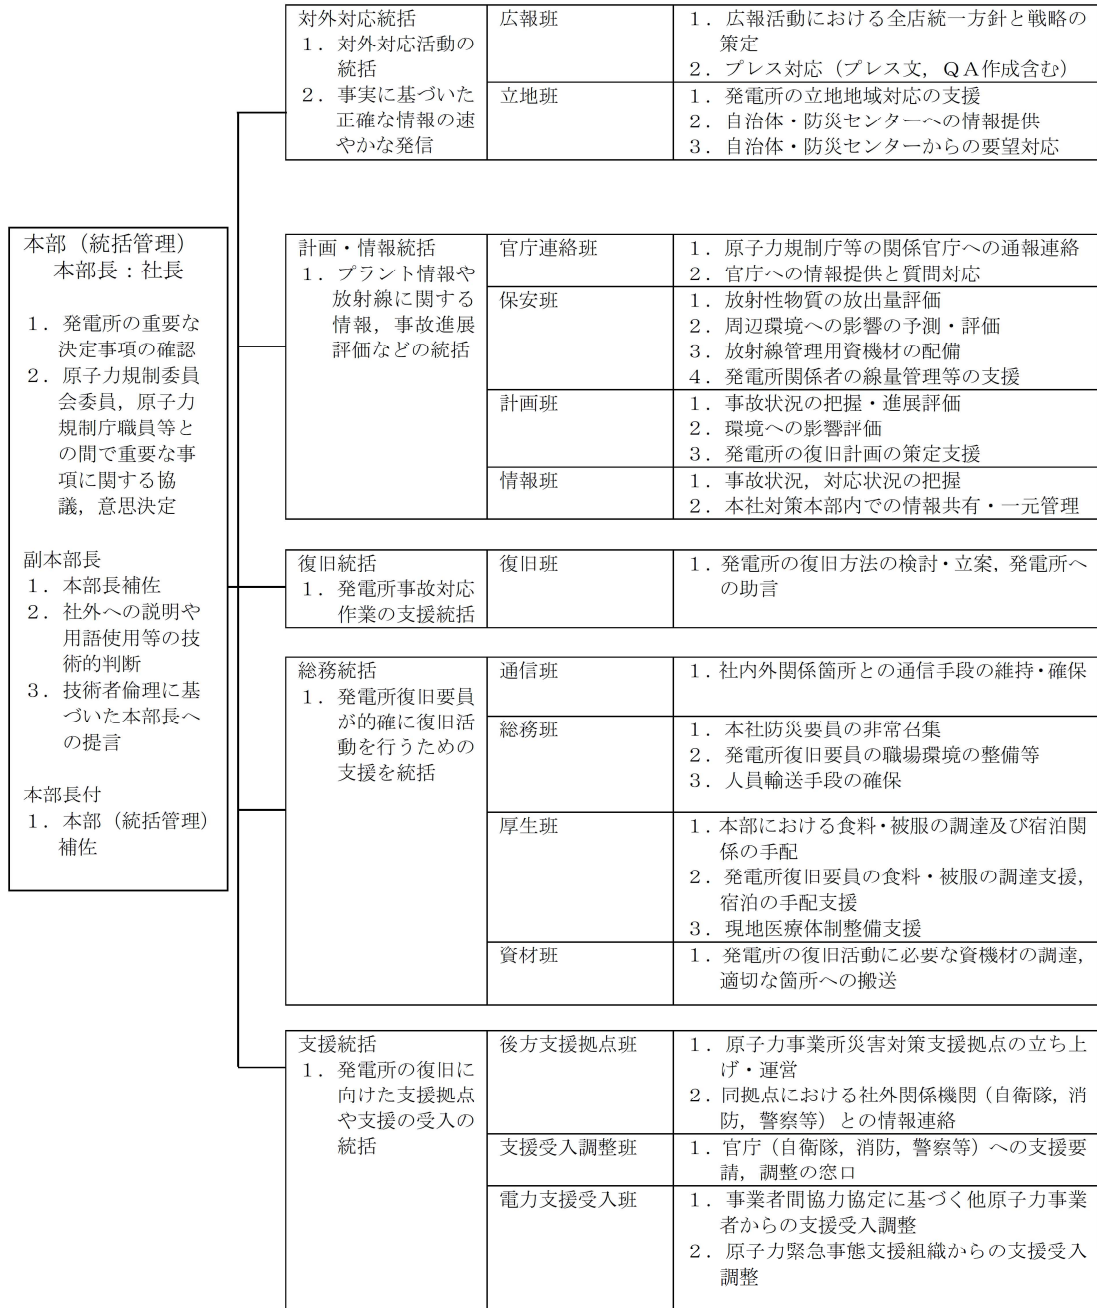 本部（統括管理）
本部長：社長
１．発電所の重要な
決定事項の確認
２．原子力規制委員
会委員，原子力
規制庁職員等と
の間で重要な事
項に関する協
議，意思決定
副本部長
１．本部長補佐
２．社外への説明や
用語使用等の技
術的判断
３．技術者倫理に基
づいた本部長へ
の提言
本部長付
１．本部（統括管理）
補佐
対外対応統括
１．対外対応活動の
統括
２．事実に基づいた
正確な情報の速
やかな発信
広報班
１．広報活動における全店統一方針と戦略の
策定
２．プレス対応（プレス文，ＱＡ作成含む）
立地班
１．発電所の立地地域対応の支援
２．自治体・防災センターへの情報提供
３．自治体・防災センターからの要望対応
計画・情報統括
１．プラント情報や
放射線に関する
情報，事故進展
評価などの統括
官庁連絡班
１．原子力規制庁等の関係官庁への通報連絡
２．官庁への情報提供と質問対応
保安班
１．放射性物質の放出量評価
２．周辺環境への影響の予測・評価
３．放射線管理用資機材の配備
４．発電所関係者の線量管理等の支援
計画班
１．事故状況の把握・進展評価
２．環境への影響評価
３．発電所の復旧計画の策定支援
情報班
１．事故状況，対応状況の把握
２．本社対策本部内での情報共有・一元管理
復旧統括
１．発電所事故対応
作業の支援統括
復旧班
１．発電所の復旧方法の検討・立案，発電所へ
の助言
総務統括
１．発電所復旧要員
が的確に復旧活
動を行うための
支援を統括
通信班
１．社内外関係箇所との通信手段の維持・確保
総務班
１．本社防災要員の非常召集
２．発電所復旧要員の職場環境の整備等
３．人員輸送手段の確保
厚生班
１．本部における食料・被服の調達及び宿泊関
係の手配
２．発電所復旧要員の食料・被服の調達支援，
宿泊の手配支援
３．現地医療体制整備支援
資材班
１．発電所の復旧活動に必要な資機材の調達，
適切な箇所への搬送
支援統括
１．発電所の復旧に
向けた支援拠点
や支援の受入の
統括
後方支援拠点班
１．原子力事業所災害対策支援拠点の立ち上
げ・運営
２．同拠点における社外関係機関（自衛隊，消
防，警察等）との情報連絡
支援受入調整班
１．官庁（自衛隊，消防，警察等）への支援要
請，調整の窓口
電力支援受入班
１．事業者間協力協定に基づく他原子力事業
者からの支援受入調整
２．原子力緊急事態支援組織からの支援受入
調整